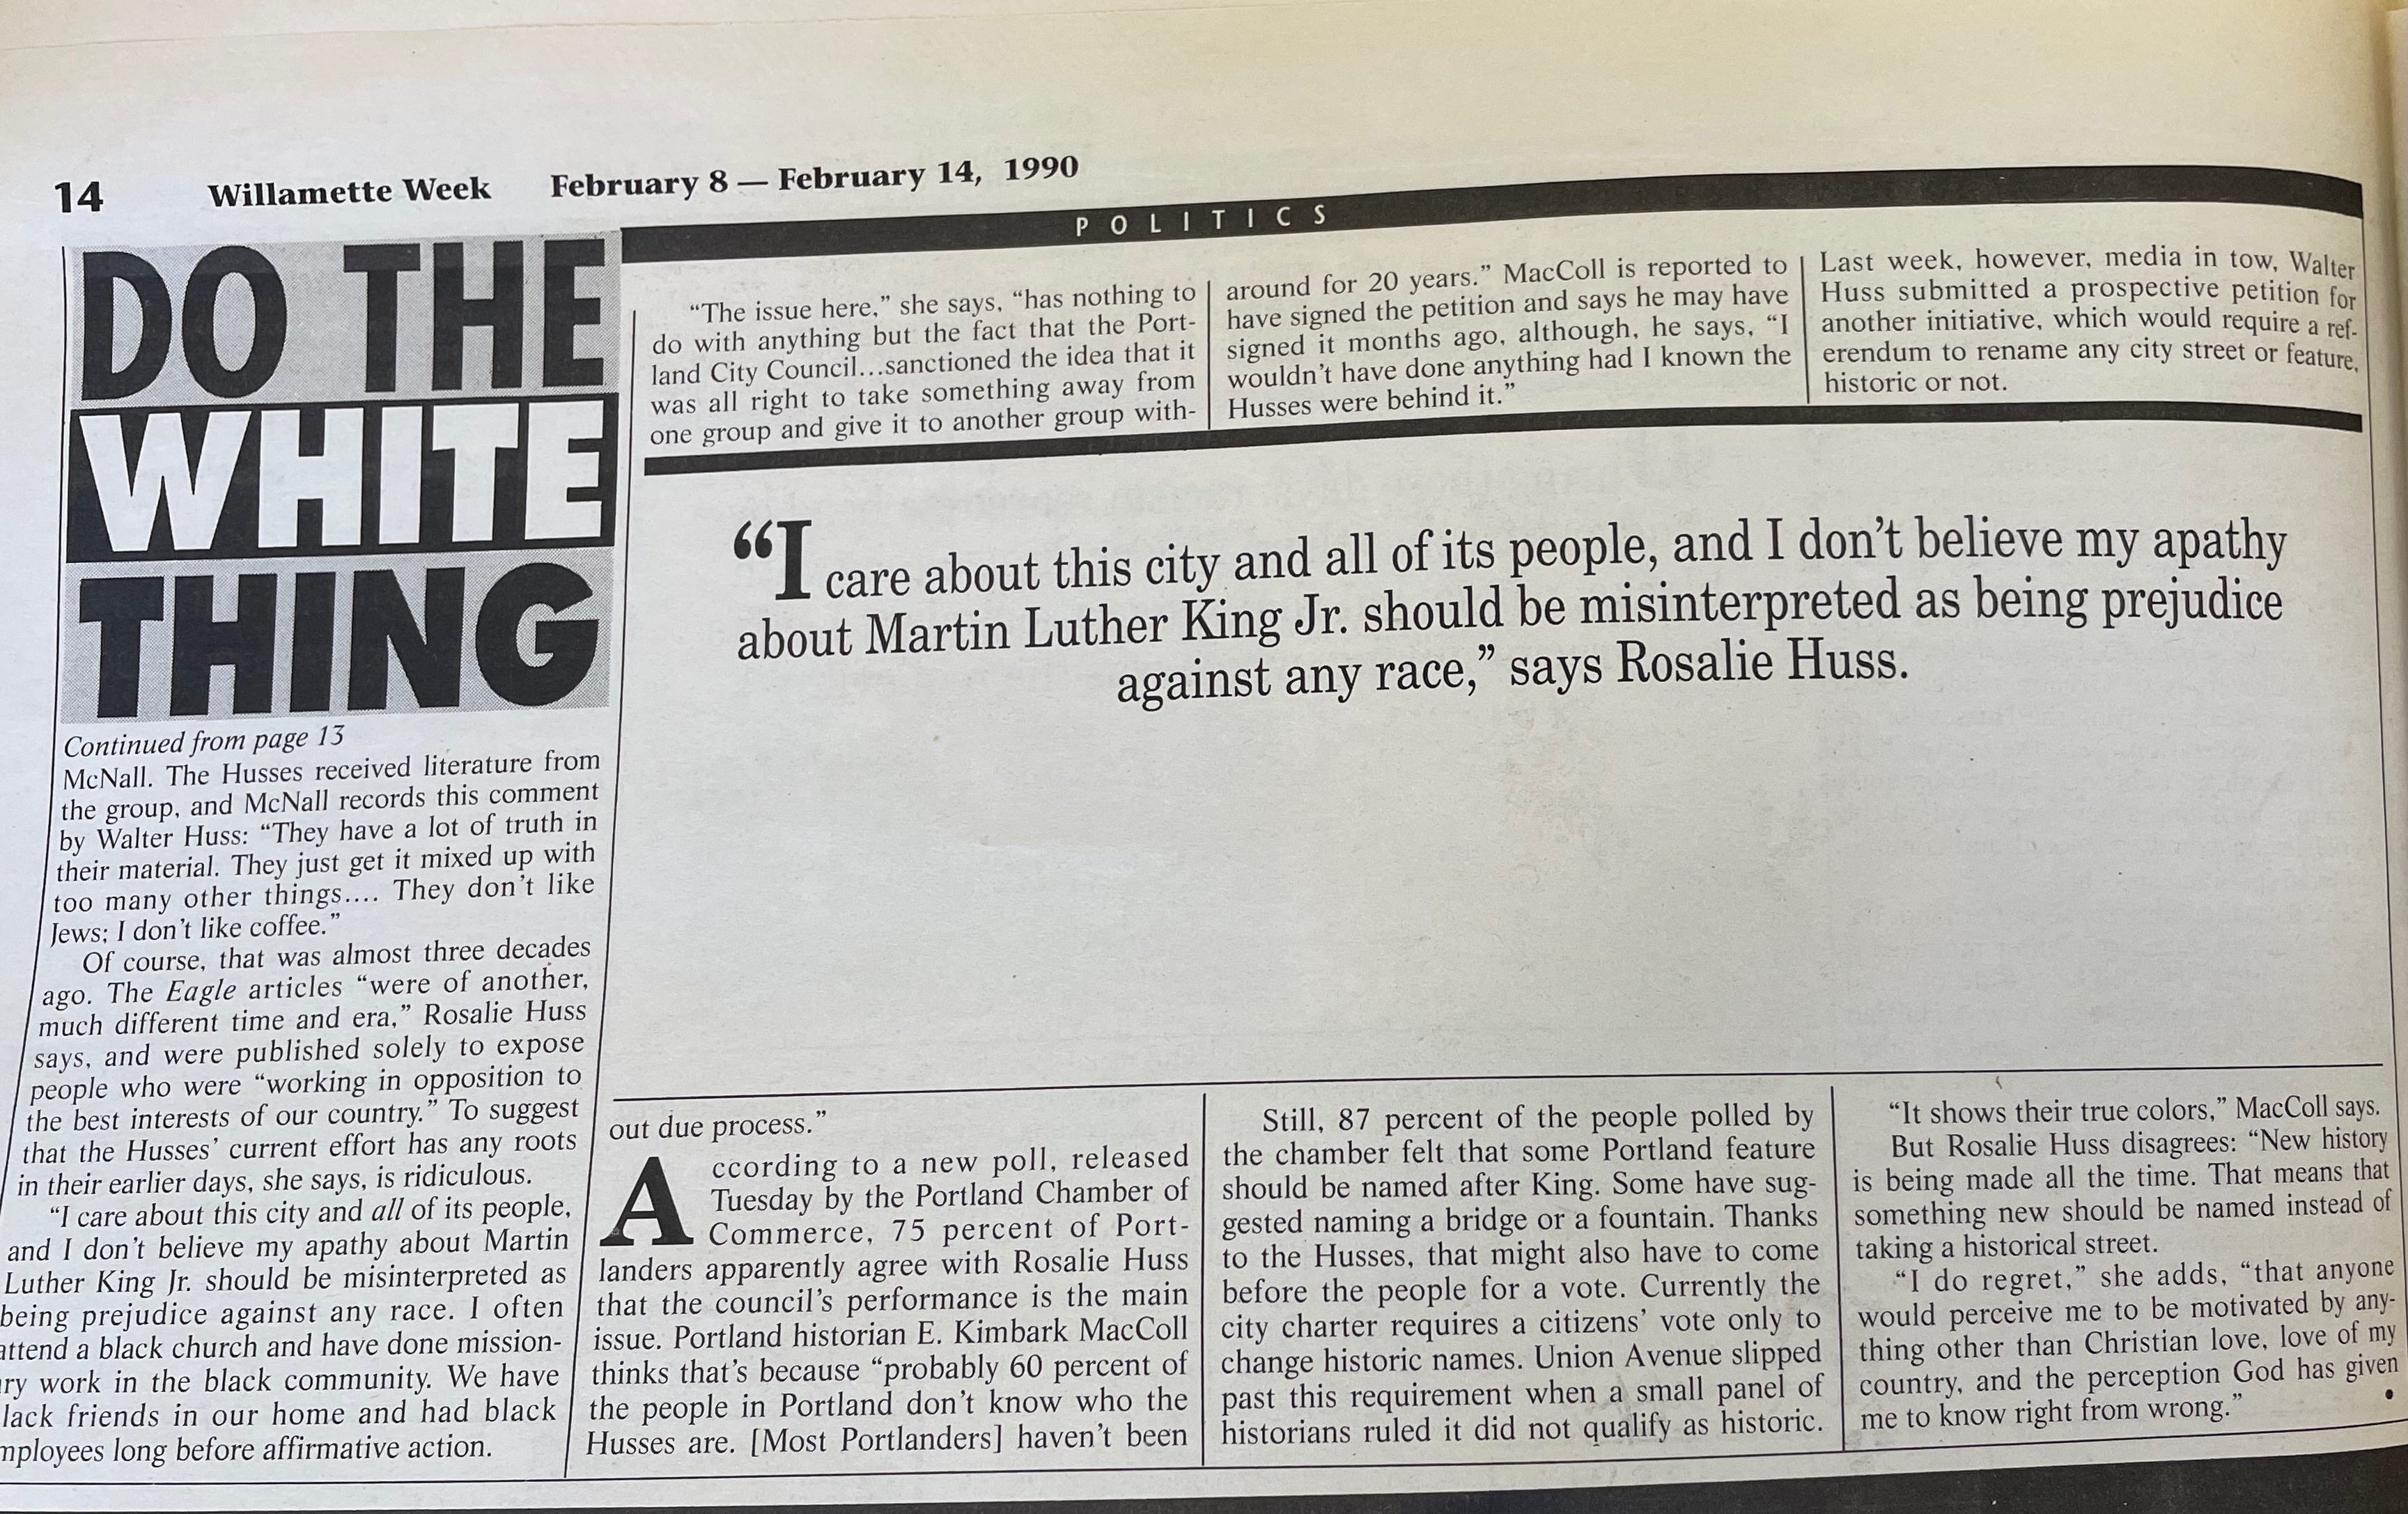 14 Willamette Week February 8 — February 14, 1990
POLITICS
DO THE
WHITE
THING
Continued from page 13
McNall. The Husses received literature from
the group, and McNall records this comment
by Walter Huss: “They have a lot of truth in
their material. They just get it mixed up with
too many other things.... They don’t like
Jews; I don’t like coffee.”
Of course, that was almost three decades
ago. The Eagle articles “were of another,
much different time and era,” Rosalie Huss
says, and were published solely to expose
people who were “working in opposition to
the best interests of our country.” To suggest
that the Husses’ current effort has any roots
in their earlier days, she says, is ridiculous.
“I care about this city and all of its people,
and I don’t believe my apathy about Martin
Luther King Jr. should be misinterpreted as
being prejudice against any race. I often
attend a black church and have done mission-
ry work in the black community. We have
lack friends in our home and had black
mployees long before affirmative action.
“The issue here,” she says, “has nothing to
do with anything but the fact that the Port-
land City Council...sanctioned the idea that it
was all right to take something away from
one group and give it to another group with-
out due process.”
According to a new poll, released
Tuesday by the Portland Chamber of
Commerce, 75 percent of Port-
landers apparently agree with Rosalie Huss
that the council’s performance is the main
issue. Portland historian E. Kimbark MacColl
thinks that’s because “probably 60 percent of
the people in Portland don’t know who the
Husses are. [Most Portlanders] haven’t been
around for 20 years.” MacColl is reported to
have signed the petition and says he may have
signed it months ago, although, he says, “I
wouldn’t have done anything had I known the
Husses were behind it.”
Still, 87 percent of the people polled by
the chamber felt that some Portland feature
should be named after King. Some have sug-
gested naming a bridge or a fountain. Thanks
to the Husses, that might also have to come
before the people for a vote. Currently the
city charter requires a citizens’ vote only to
change historic names. Union Avenue slipped
past this requirement when a small panel of
historians ruled it did not qualify as historic.
Last week, however, media in tow, Walter
Huss submitted a prospective petition for
another initiative, which would require a ref-
erendum to rename any city street or feature,
historic or not.
“It shows their true colors,” MacColl says.
But Rosalie Huss disagrees: “New history
is being made all the time. That means that
something new should be named instead of
taking a historical street.
“I do regret,” she adds, “that anyone
would perceive me to be motivated by any-
thing other than Christian love, love of my
country, and the perception God has given
me to know right from wrong.” •
“I care about this city and all of its people, and I don’t believe my apathy
about Martin Luther King Jr. should be misinterpreted as being prejudice
against any race,” says Rosalie Huss.